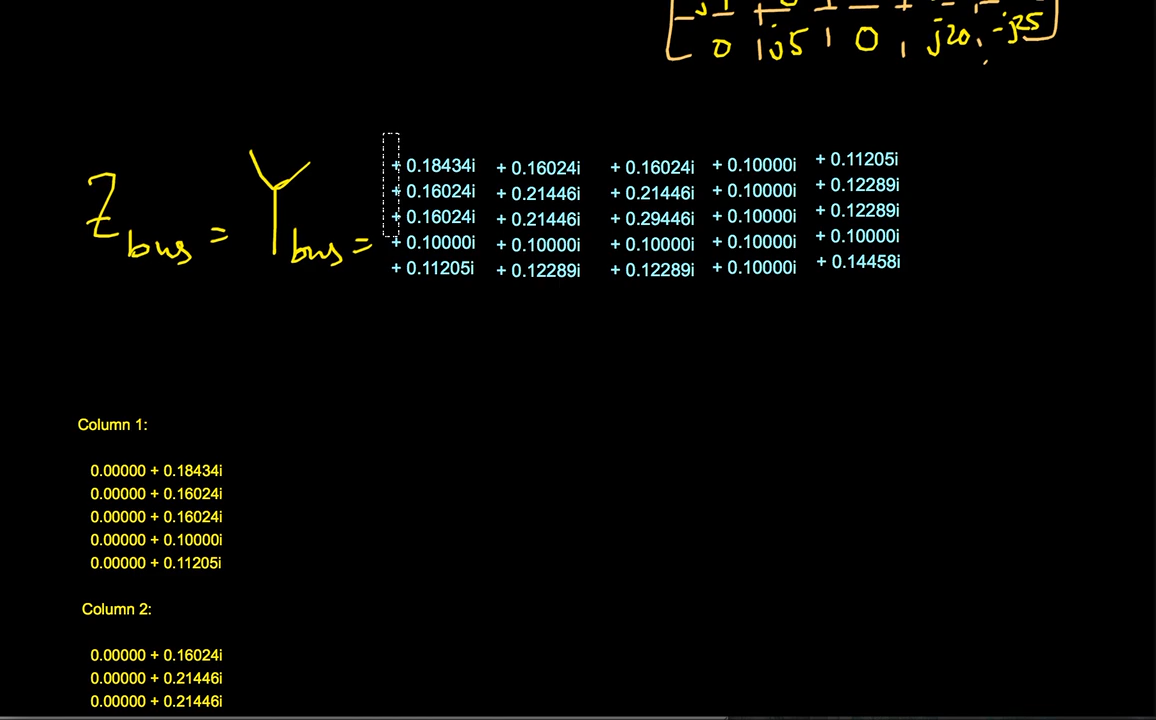 0 j5 0 j20 -j25
Zbus = Ybus =
+ 0.18434i + 0.16024i + 0.16024i + 0.10000i + 0.11205i
+ 0.16024i + 0.21446i + 0.21446i + 0.10000i + 0.12289i
+ 0.16024i + 0.21446i + 0.29446i + 0.10000i + 0.12289i
+ 0.10000i + 0.10000i + 0.10000i + 0.10000i + 0.10000i
+ 0.11205i + 0.12289i + 0.12289i + 0.10000i + 0.14458i
Column 1:
0.00000 + 0.18434i
0.00000 + 0.16024i
0.00000 + 0.16024i
0.00000 + 0.10000i
0.00000 + 0.11205i
Column 2:
0.00000 + 0.16024i
0.00000 + 0.21446i
0.00000 + 0.21446i